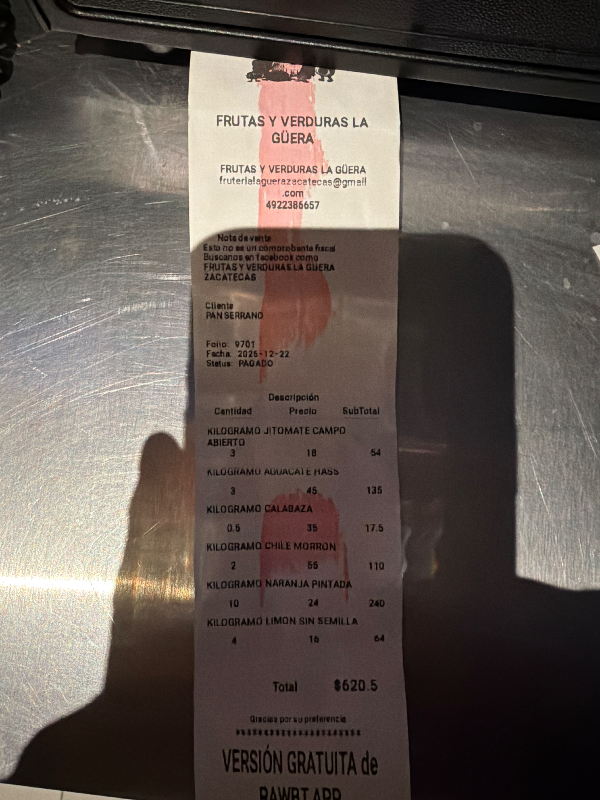 FRUTAS Y VERDURAS LA
GÜERA
FRUTAS Y VERDURAS LA GÜERA
fruterialaguerazacatecas@gmail
.com
4922386657
Nota de venta
Esto no es un comprobante fiscal
Buscanos en facebook como
FRUTAS Y VERDURAS LA GUERA
ZACATECAS
Cliente
PAN SERRANO
Folio: 9701
Fecha: 2025-12-22
Status: PAGADO
Descripción
Cantidad Precio SubTotal
KILOGRAMO JITOMATE CAMPO
ABIERTO
3 18 54
KILOGRAMO AGUACATE HASS
3 45 135
KILOGRAMO CALABAZA
0.5 35 17.5
KILOGRAMO CHILE MORRON
2 55 110
KILOGRAMO NARANJA PINTADA
10 24 240
KILOGRAMO LIMON SIN SEMILLA
4 16 64
Total $620.5
Gracias por su preferencia
******************************
VERSIÓN GRATUITA de
RAWBT APP